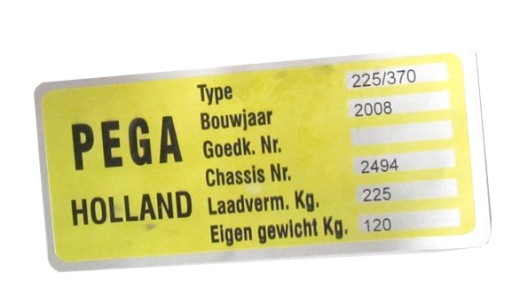 PEGA
HOLLAND
Type 225/370
Bouwjaar 2008
Goedk. Nr.
Chassis Nr. 2494
Laadverm. Kg. 225
Eigen gewicht Kg. 120